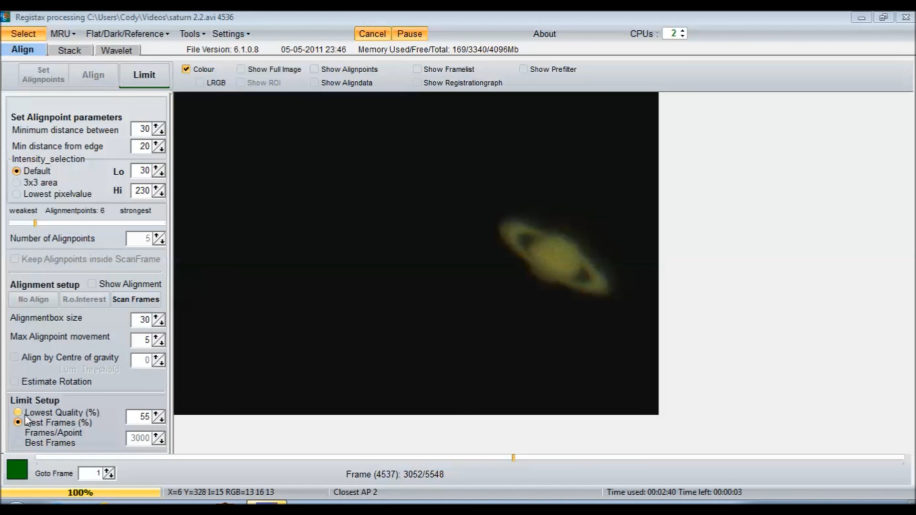 Registax processing C:\Users\Cody\Videos\saturn 2.2.avi 4536
Select MRU Flat/Dark/Reference Tools Settings Cancel Pause About CPUs : 2
Align Stack Wavelet File Version: 6.1.0.8 05-05-2011 23:46 Memory Used/Free/Total: 169/3340/4096Mb
Set Alignpoints Align Limit
Colour Show Full Image Show Alignpoints Show Framelist Show Prefilter
LRGB Show ROI Show Aligndata Show Registrationgraph
Set Alignpoint parameters
Minimum distance between 30
Min distance from edge 20
Intensity_selection
Default Lo 30
3x3 area
Lowest pixelvalue Hi 230
weakest Alignmentpoints: 6 strongest
Number of Alignpoints 5
Keep Alignpoints inside ScanFrame
Alignment setup Show Alignment
No Align R.o.Interest Scan Frames
Alignmentbox size 30
Max Alignpoint movement 5
Align by Centre of gravity 0
Lum. Threshold
Estimate Rotation
Limit Setup
Lowest Quality (%)
Best Frames (%) 55
Frames/Apoint
Best Frames 3000
Goto Frame 1 Frame (4537): 3052/5548
100% X=6 Y=328 I=15 RGB=13 16 13 Closest AP 2 Time used: 00:02:40 Time left: 00:00:03